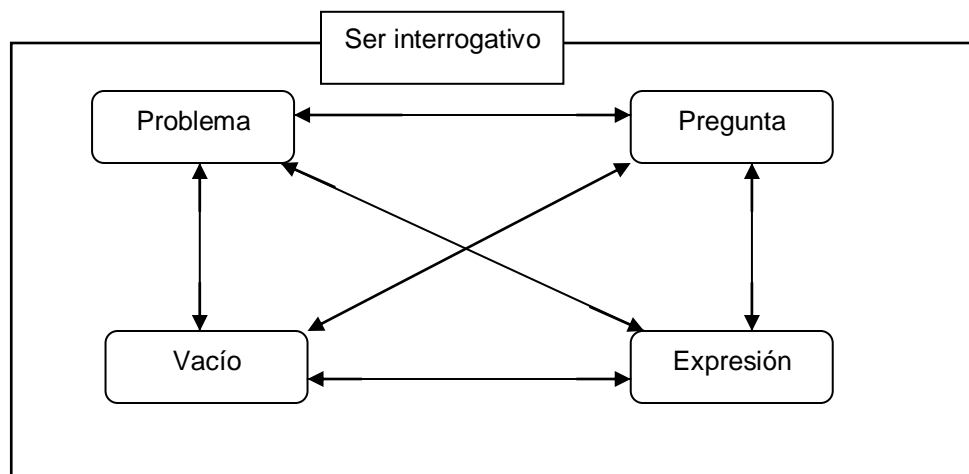 Ser interrogativo
Problema
Pregunta
Vacío
Expresión